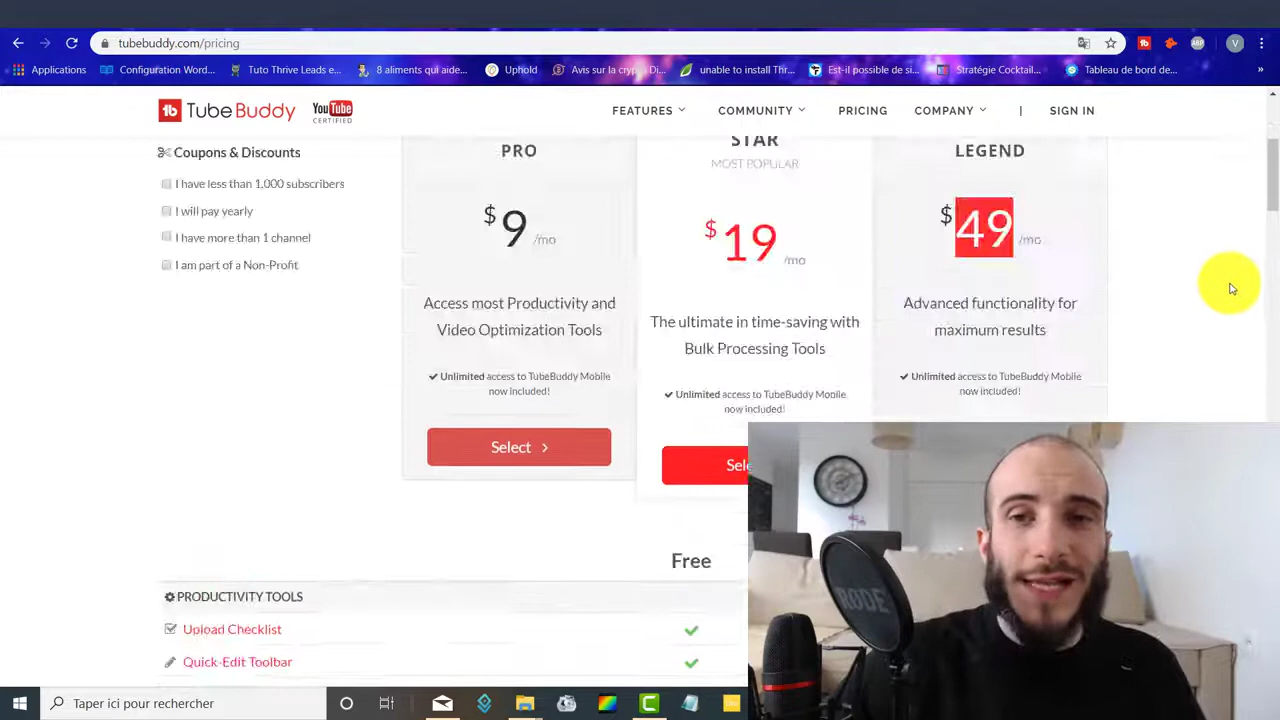 tubebuddy.com/pricing
Applications
Configuration Word...
Tuto Thrive Leads e...
8 aliments qui aide...
Uphold
Avis sur la crypto Di...
unable to install Thr...
Est-il possible de si...
Stratégie Cocktail...
Tableau de bord de...
»
TubeBuddy
YouTube
CERTIFIED
FEATURES
COMMUNITY
PRICING
COMPANY
|
SIGN IN
Coupons & Discounts
I have less than 1,000 subscribers
I will pay yearly
I have more than 1 channel
I am part of a Non-Profit
PRO
$9 /mo
Access most Productivity and
Video Optimization Tools
Unlimited access to TubeBuddy Mobile
now included!
Select
STAR
MOST POPULAR
$19 /mo
The ultimate in time-saving with
Bulk Processing Tools
Unlimited access to TubeBuddy Mobile
now included!
LEGEND
$49 /mo
Advanced functionality for
maximum results
Unlimited access to TubeBuddy Mobile
now included!
Free
PRODUCTIVITY TOOLS
Upload Checklist
Quick-Edit Toolbar
RODE
Taper ici pour rechercher